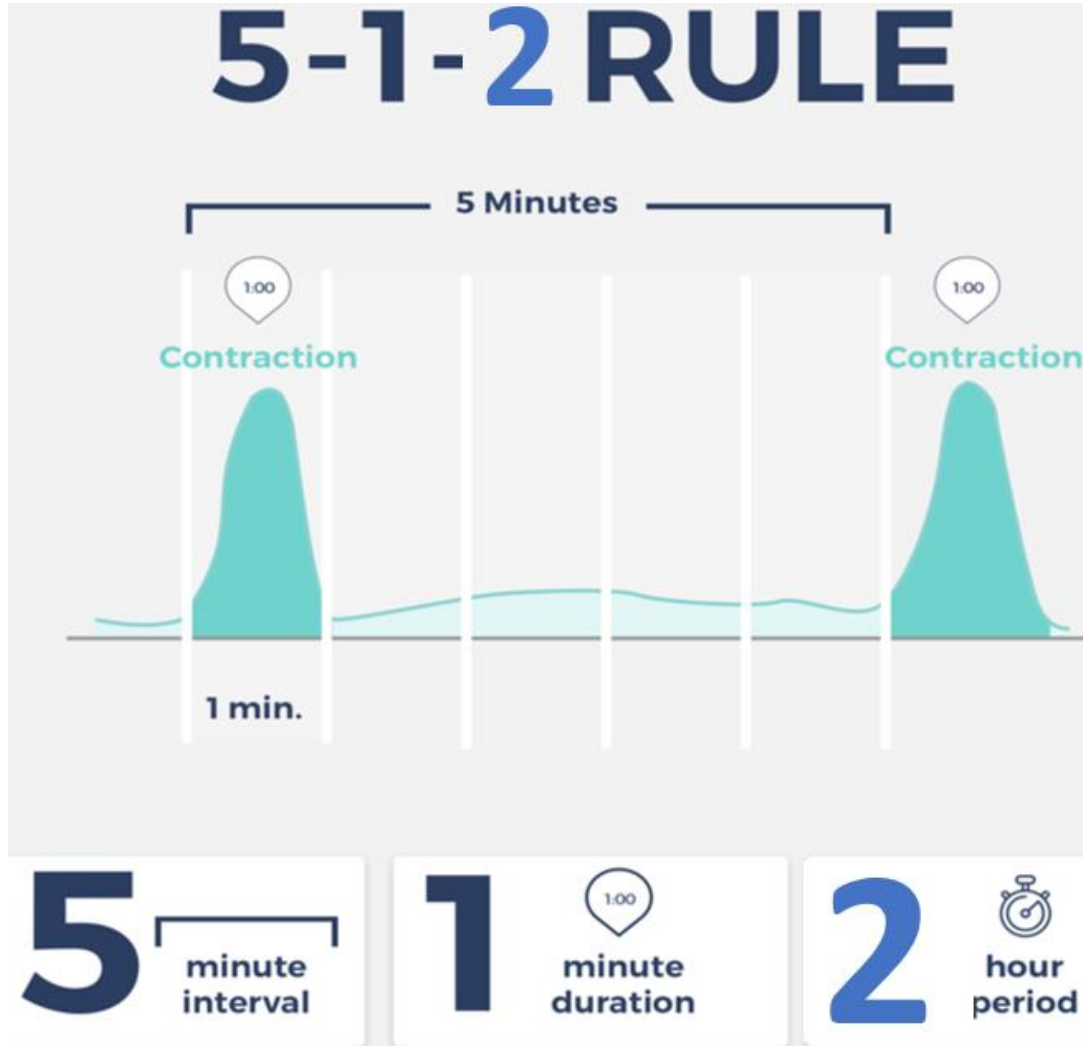 5-1-2 RULE
5 Minutes
1:00
1:00
Contraction
Contraction
1 min.
5
minute
interval
1
1:00
minute
duration
2
hour
period